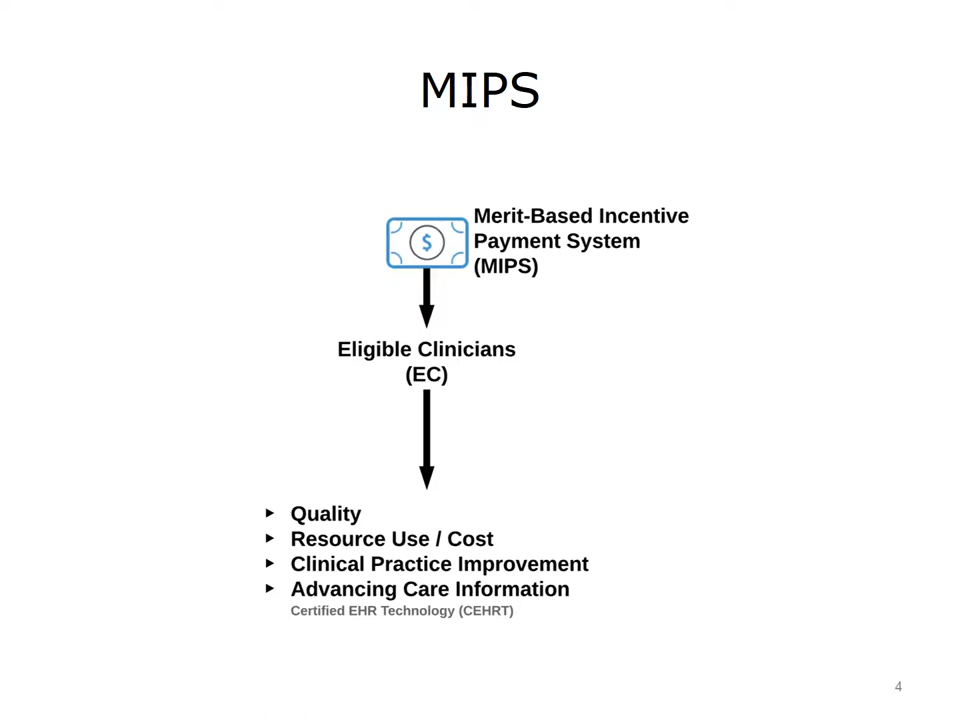 MIPS
$
Merit-Based Incentive
Payment System
(MIPS)
Eligible Clinicians
(EC)
Quality
Resource Use / Cost
Clinical Practice Improvement
Advancing Care Information
Certified EHR Technology (CEHRT)
4